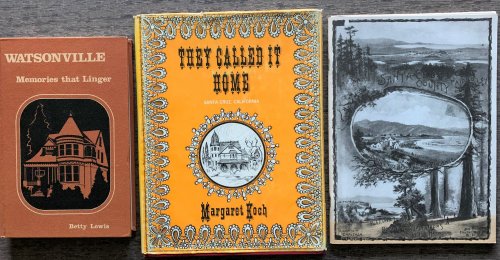 WATSONVILLE
Memories that Linger
Betty Lewis
THEY CALLED IT
HOME
SANTA CRUZ, CALIFORNIA
Margaret Koch